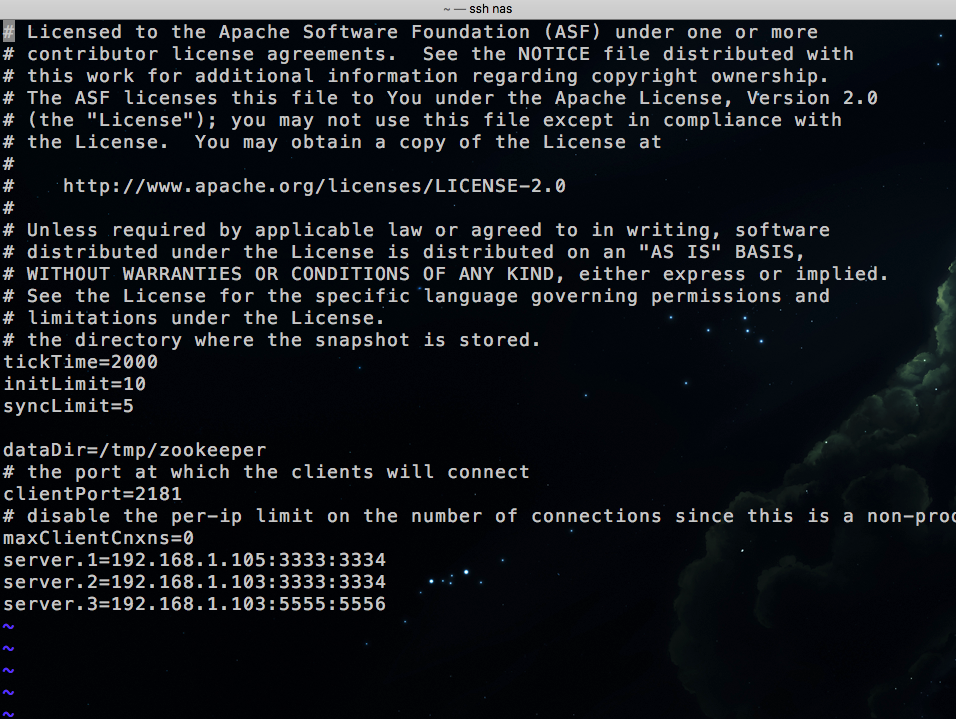 ~ — ssh nas
# Licensed to the Apache Software Foundation (ASF) under one or more
# contributor license agreements.  See the NOTICE file distributed with
# this work for additional information regarding copyright ownership.
# The ASF licenses this file to You under the Apache License, Version 2.0
# (the "License"); you may not use this file except in compliance with
# the License.  You may obtain a copy of the License at
#
#    http://www.apache.org/licenses/LICENSE-2.0
#
# Unless required by applicable law or agreed to in writing, software
# distributed under the License is distributed on an "AS IS" BASIS,
# WITHOUT WARRANTIES OR CONDITIONS OF ANY KIND, either express or implied.
# See the License for the specific language governing permissions and
# limitations under the License.
# the directory where the snapshot is stored.
tickTime=2000
initLimit=10
syncLimit=5

dataDir=/tmp/zookeeper
# the port at which the clients will connect
clientPort=2181
# disable the per-ip limit on the number of connections since this is a non-proc
maxClientCnxns=0
server.1=192.168.1.105:3333:3334
server.2=192.168.1.103:3333:3334
server.3=192.168.1.103:5555:5556
~
~
~
~
~